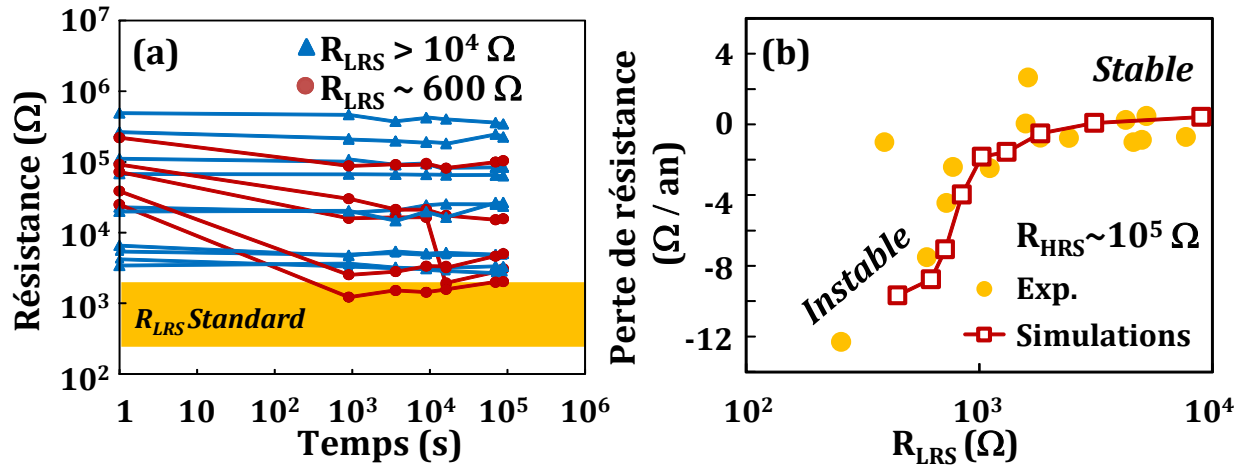 (a)
R_LRS > 10⁴ Ω
R_LRS ~ 600 Ω
R_LRS Standard
Résistance (Ω)
10⁷
10⁶
10⁵
10⁴
10³
10²
1
10
10²
10³
10⁴
10⁵
10⁶
Temps (s)
(b)
Stable
Instable
R_HRS~10⁵ Ω
Exp.
Simulations
Perte de résistance
(Ω / an)
0
-4
-8
-12
10²
10³
10⁴
R_LRS (Ω)